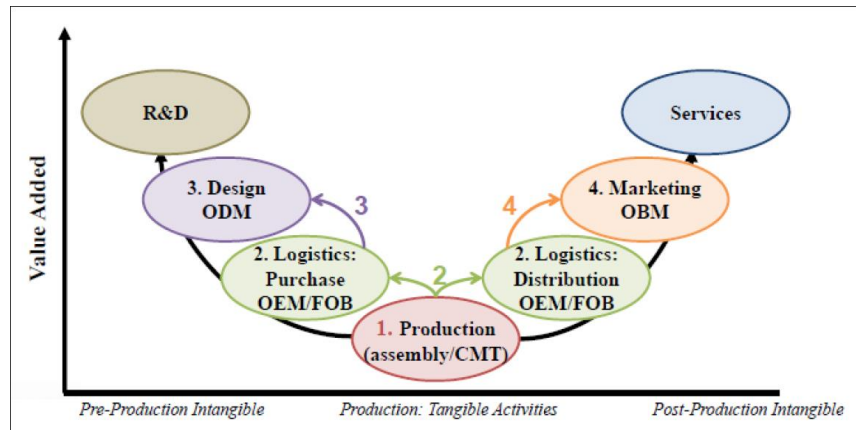 Value Added
R&D
Services
3. Design
ODM
3
4
4. Marketing
OBM
2. Logistics:
Purchase
OEM/FOB
2
2. Logistics:
Distribution
OEM/FOB
1. Production
(assembly/CMT)
Pre-Production Intangible
Production: Tangible Activities
Post-Production Intangible